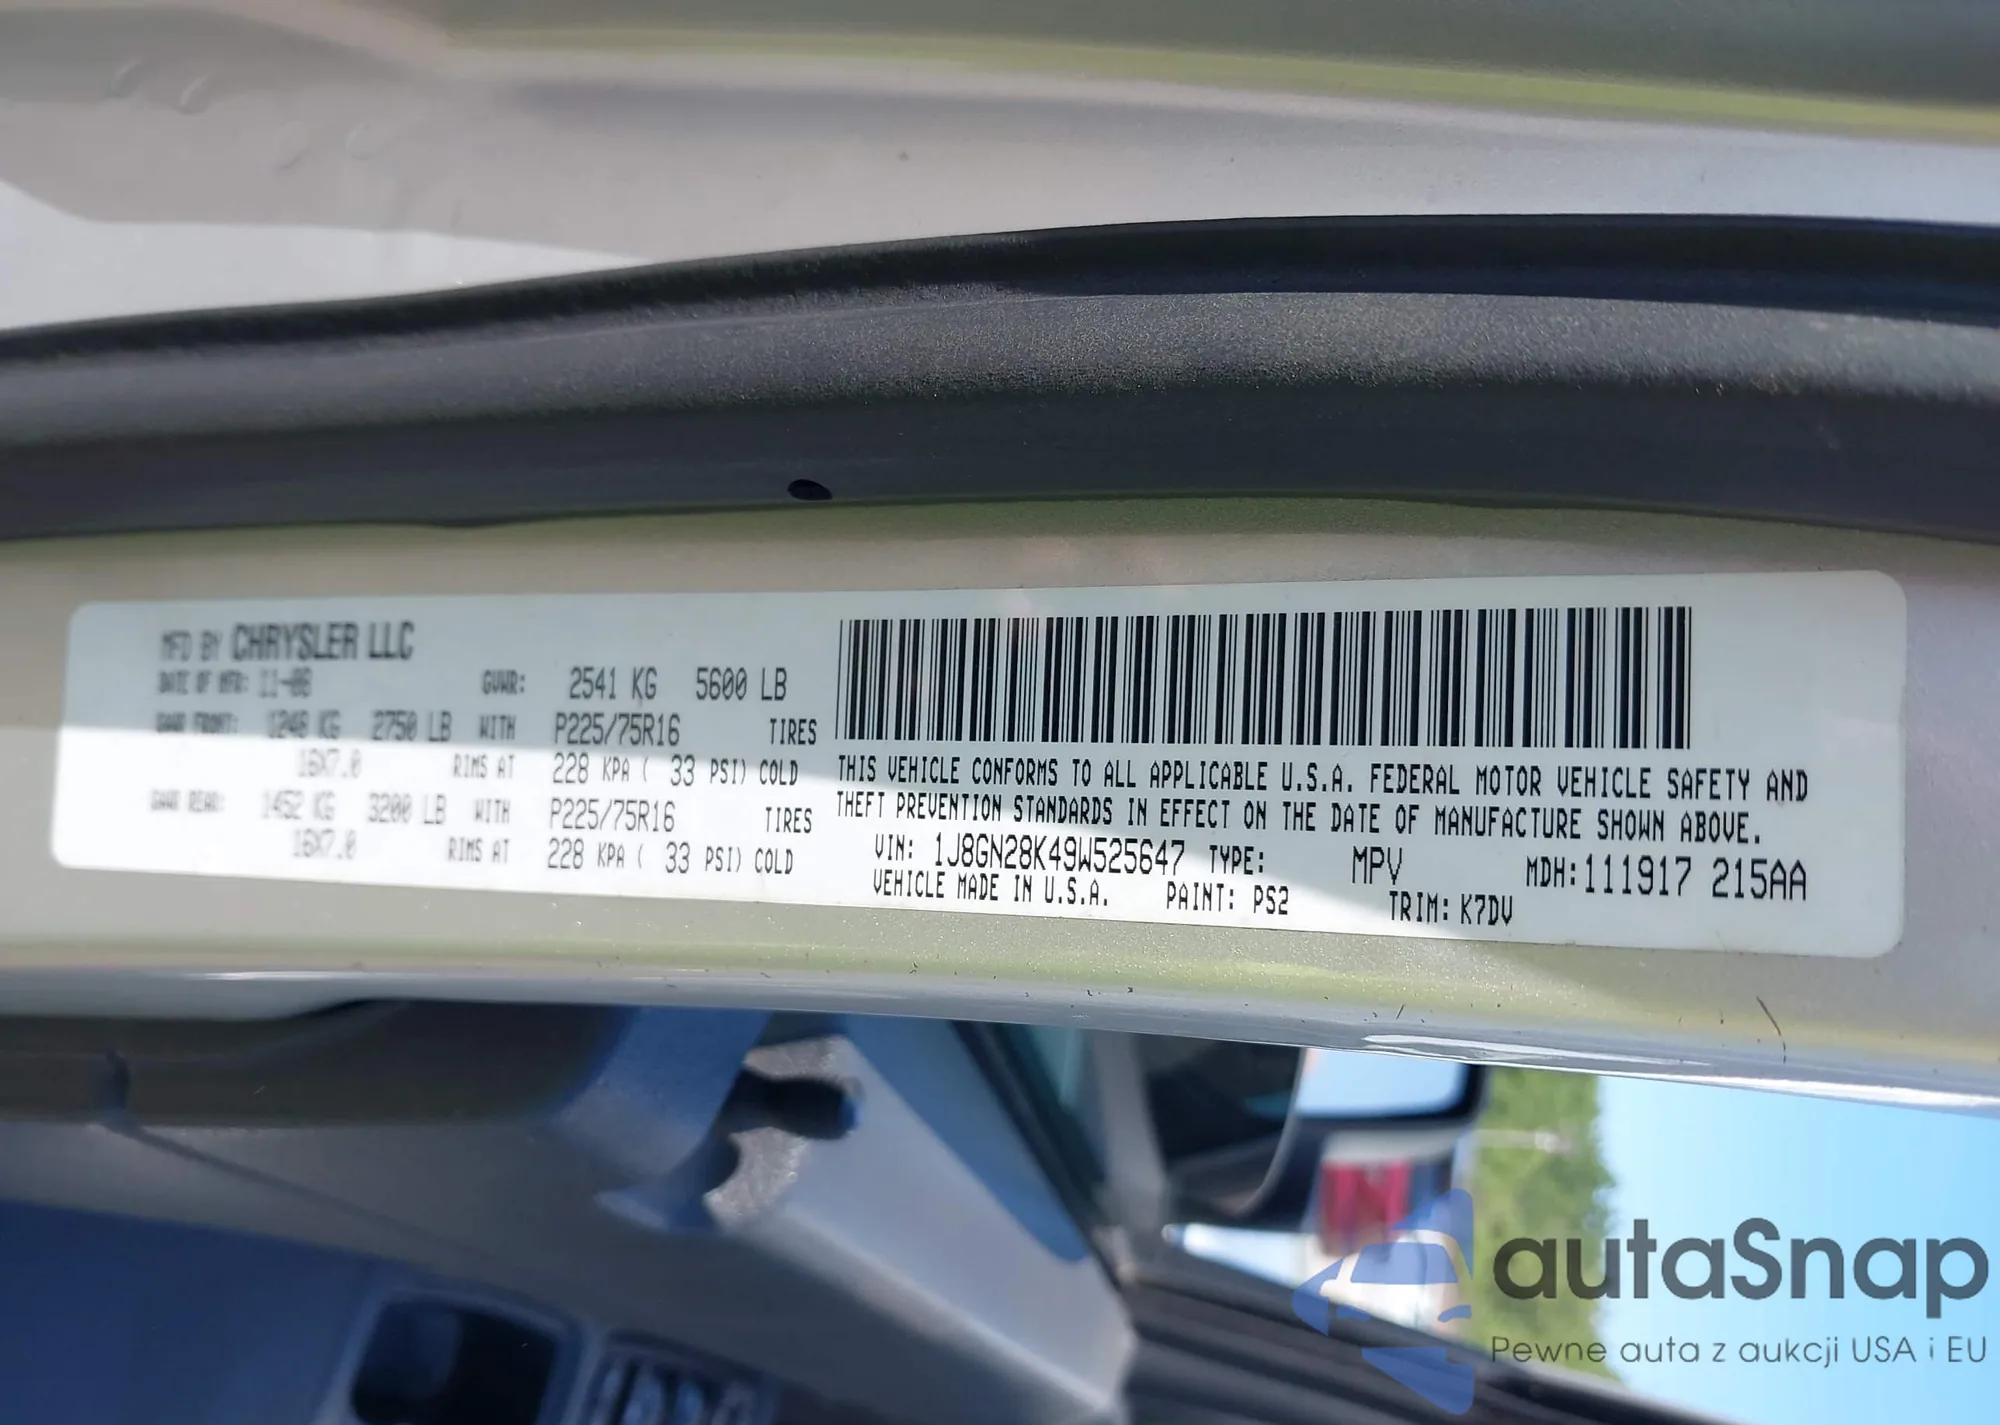 MFD BY CHRYSLER LLC
DATE OF MFR: 11-08 GVWR: 2541 KG 5600 LB
GAWR FRONT: 1248 KG 2750 LB WITH P225/75R16 TIRES
16X7.0 RIMS AT 228 KPA ( 33 PSI) COLD
GAWR REAR: 1452 KG 3200 LB WITH P225/75R16 TIRES
16X7.0 RIMS AT 228 KPA ( 33 PSI) COLD
THIS VEHICLE CONFORMS TO ALL APPLICABLE U.S.A. FEDERAL MOTOR VEHICLE SAFETY AND
THEFT PREVENTION STANDARDS IN EFFECT ON THE DATE OF MANUFACTURE SHOWN ABOVE.
VIN: 1J8GN28K49W525647 TYPE: MPV MDH:111917 215AA
VEHICLE MADE IN U.S.A. PAINT: PS2 TRIM: K7DV
autaSnap
Pewne auta z aukcji USA i EU